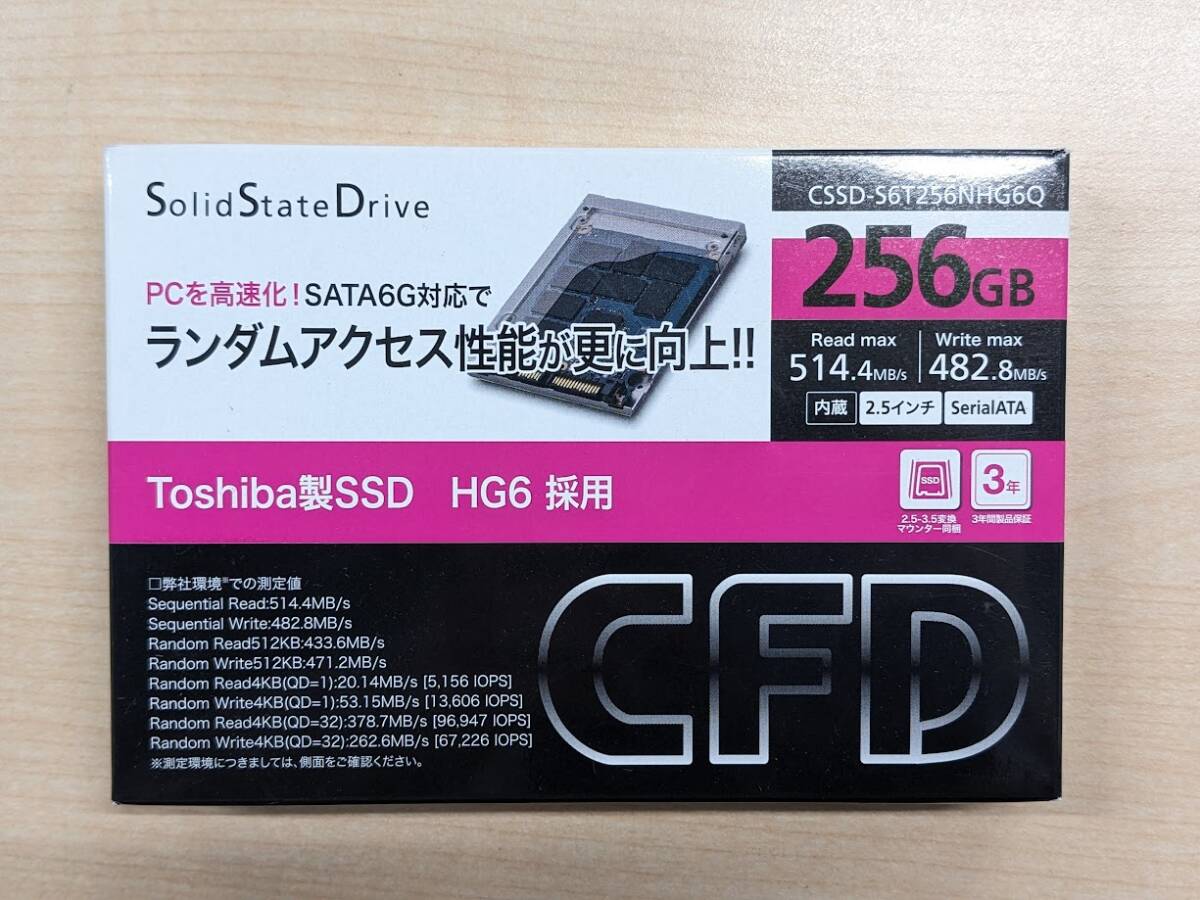 SolidStateDrive
PCを高速化!SATA6G対応で
ランダムアクセス性能が更に向上!!
CSSD-S6T256NHG6Q
256GB
Read max
514.4MB/s
Write max
482.8MB/s
内蔵 2.5インチ SerialATA
Toshiba製SSD HG6 採用
SSD
2.5-3.5変換
マウンター同梱
3年
3年間製品保証
□弊社環境※での測定値
Sequential Read:514.4MB/s
Sequential Write:482.8MB/s
Random Read512KB:433.6MB/s
Random Write512KB:471.2MB/s
Random Read4KB(QD=1):20.14MB/s [5,156 IOPS]
Random Write4KB(QD=1):53.15MB/s [13,606 IOPS]
Random Read4KB(QD=32):378.7MB/s [96,947 IOPS]
Random Write4KB(QD=32):262.6MB/s [67,226 IOPS]
※測定環境につきましては、側面をご確認ください。
CFD